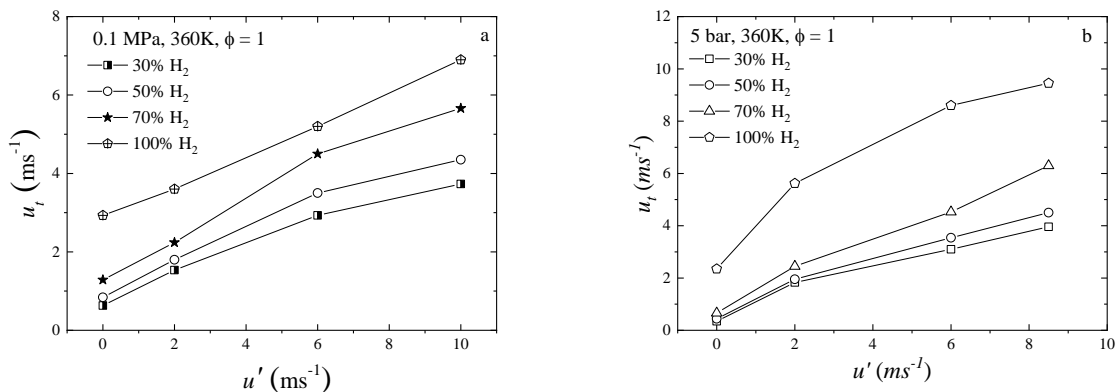 a
0.1 MPa, 360K, ϕ = 1
30% H₂
50% H₂
70% H₂
100% H₂
8
6
4
2
0
uₜ (ms⁻¹)
0 2 4 6 8 10
u' (ms⁻¹)
b
5 bar, 360K, ϕ = 1
30% H₂
50% H₂
70% H₂
100% H₂
12
10
8
6
4
2
0
uₜ (ms⁻¹)
0 2 4 6 8 10
u' (ms⁻¹)